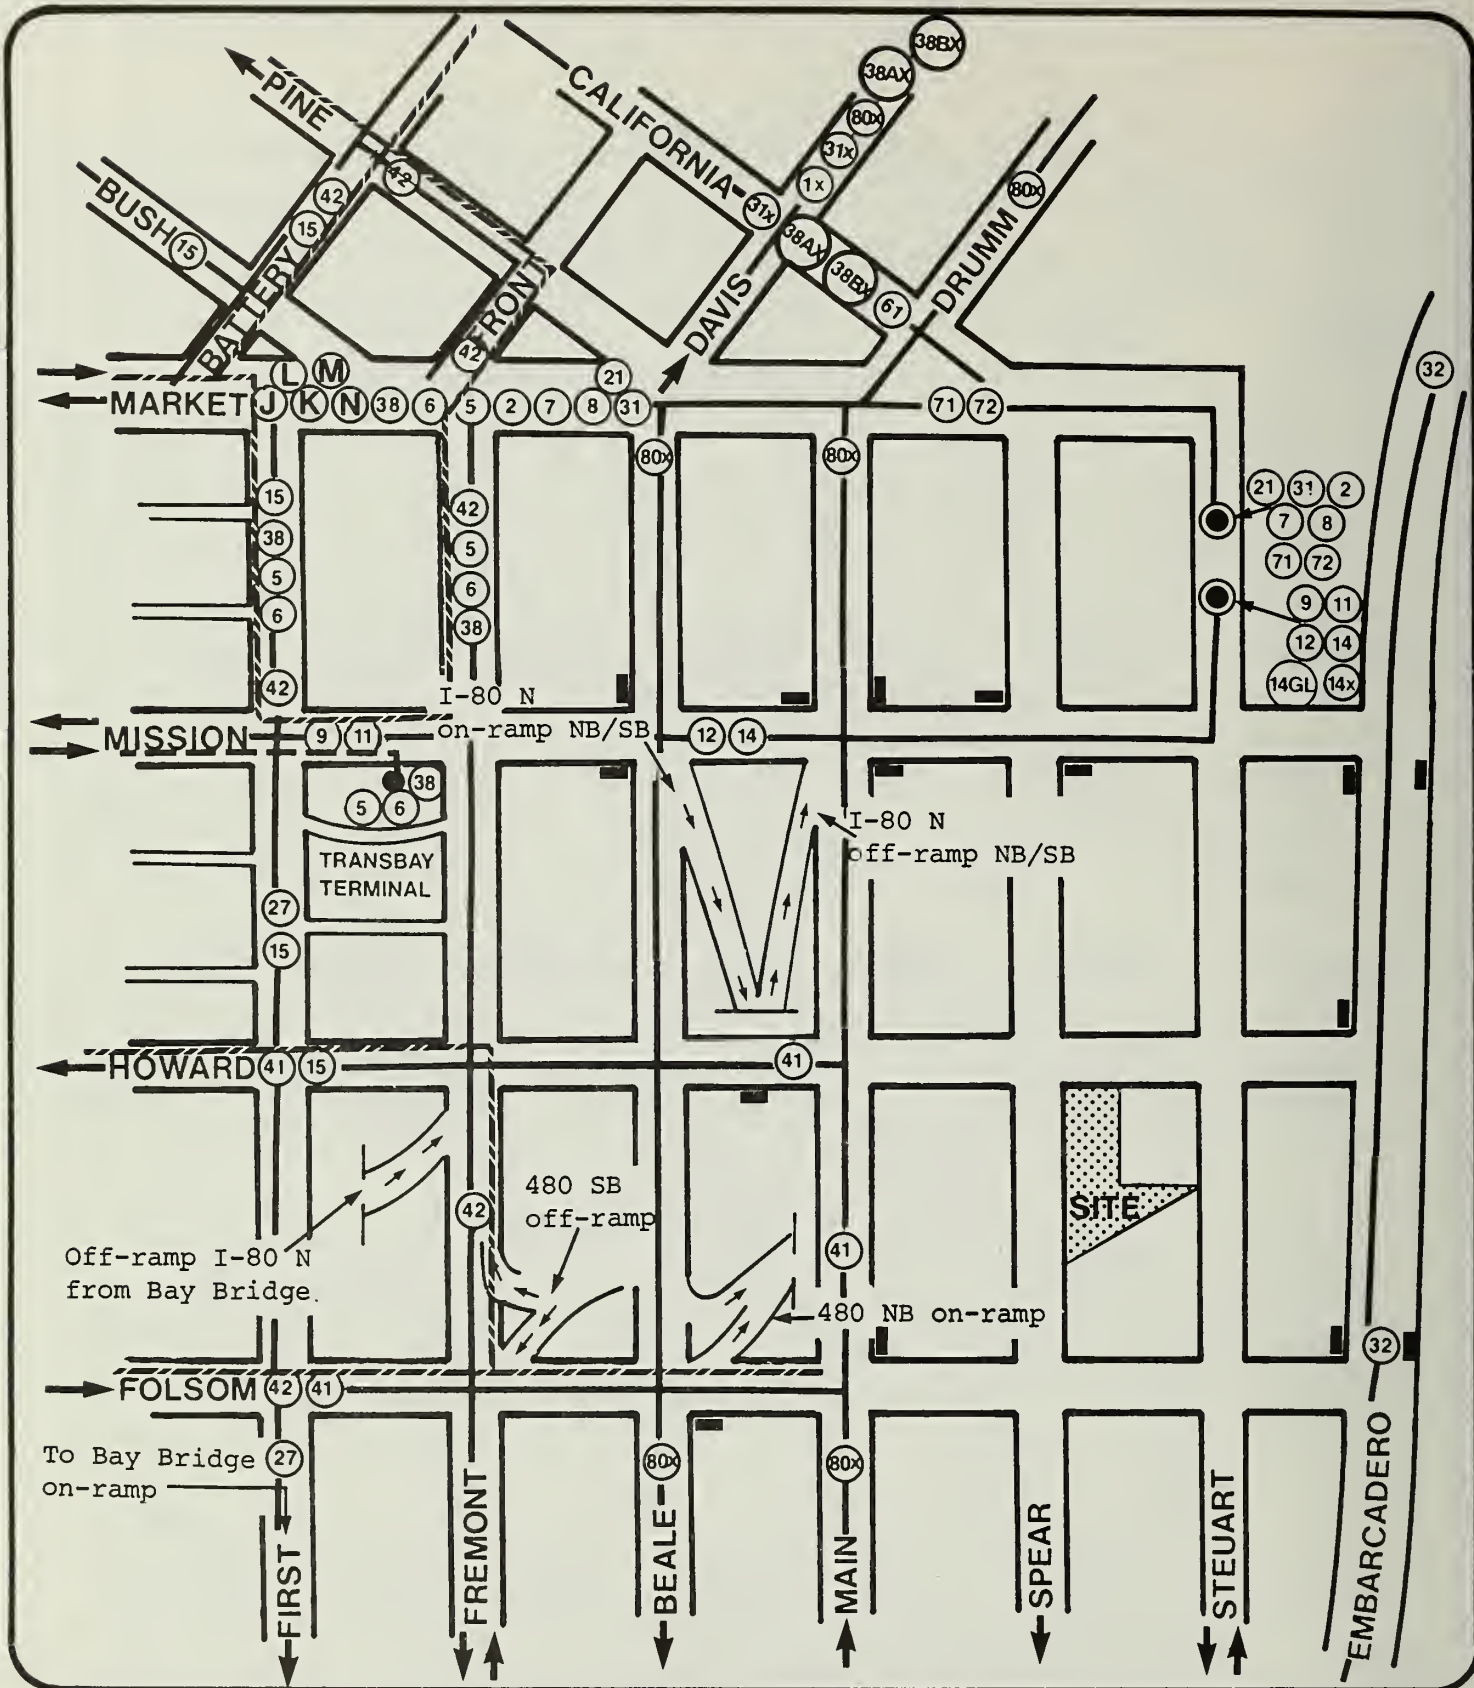 38BX
38AX
CALIFORNIA
PINE
80x
31x
42
1x
80x
BUSH
15
42
15
31x
38AX
38BX
61
DRUMM
BATTERY
FRON
DAVIS
42
L M
21
32
MARKET J K N 38 6 5 2 7 8 31
71 72
80x
80x
15
38
5
6
42
42
5
6
38
21 31 2
7 8
71 72
9 11
12 14
14GL 14x
I-80 N
on-ramp NB/SB
MISSION 9 11
12 14
38
5 6
TRANSBAY
TERMINAL
I-80 N
off-ramp NB/SB
27
15
HOWARD 41 15
41
480 SB
off-ramp
42
SITE
Off-ramp I-80 N
from Bay Bridge.
41
480 NB on-ramp
32
FOLSOM 42 41
To Bay Bridge
on-ramp
27
80x
80x
FIRST
FREMONT
BEALE
MAIN
SPEAR
STEUART
EMBARCADERO